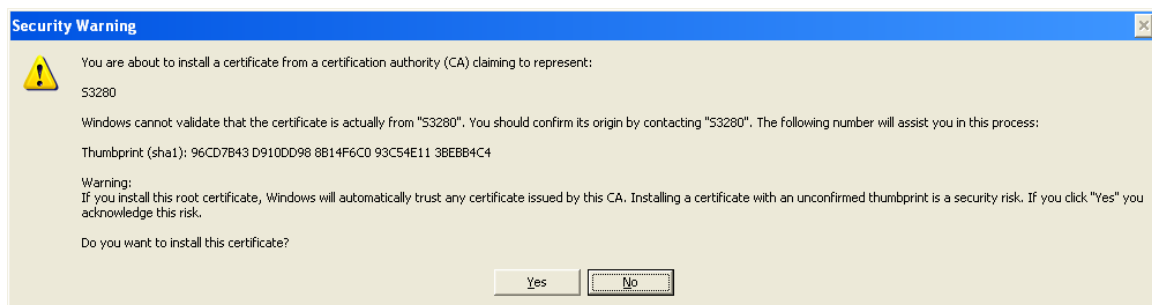 Security Warning
You are about to install a certificate from a certification authority (CA) claiming to represent:
S3280
Windows cannot validate that the certificate is actually from "S3280". You should confirm its origin by contacting "S3280". The following number will assist you in this process:
Thumbprint (sha1): 96CD7B43 D910DD98 8B14F6C0 93C54E11 3BEBB4C4
Warning:
If you install this root certificate, Windows will automatically trust any certificate issued by this CA. Installing a certificate with an unconfirmed thumbprint is a security risk. If you click "Yes" you
acknowledge this risk.
Do you want to install this certificate?
Yes
No